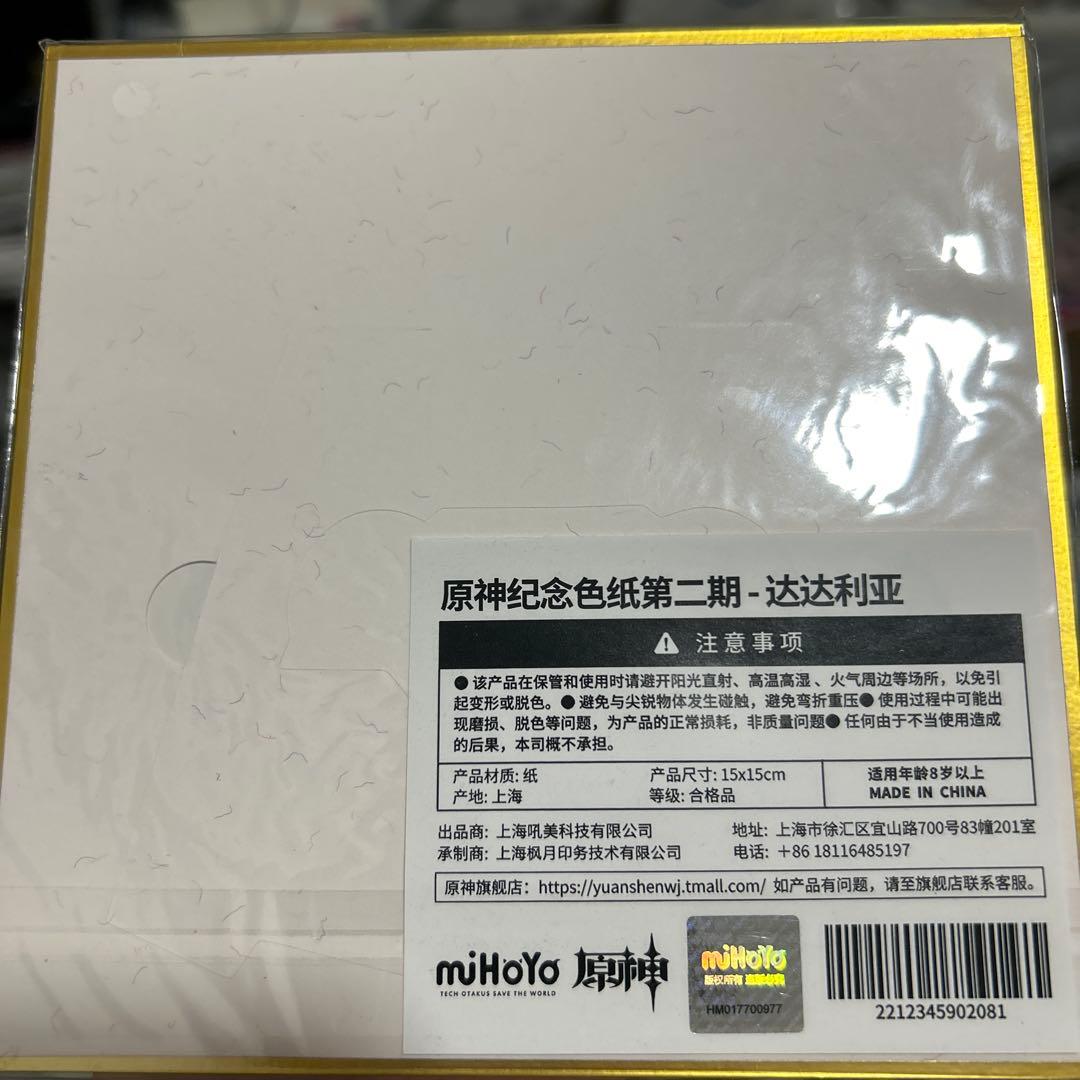 原神纪念色纸第二期 - 达达利亚
注意事项
● 该产品在保管和使用时请避开阳光直射、高温高湿、火气周边等场所，以免引
起变形或脱色。● 避免与尖锐物体发生碰触，避免弯折重压● 使用过程中可能出
现磨损、脱色等问题，为产品的正常损耗，非质量问题● 任何由于不当使用造成
的后果，本司概不承担。
产品材质: 纸 产品尺寸: 15x15cm
产地: 上海 等级: 合格品
适用年龄8岁以上
MADE IN CHINA
出品商: 上海吼美科技有限公司 地址: 上海市徐汇区宜山路700号83幢201室
承制商: 上海枫月印务技术有限公司 电话: +86 18116485197
原神旗舰店: https://yuanshenwj.tmall.com/ 如产品有问题，请至旗舰店联系客服。
miHoYo
TECH OTAKUS SAVE THE WORLD
原神
miHoYo
版权所有 盗版必究
HM017700977
2212345902081